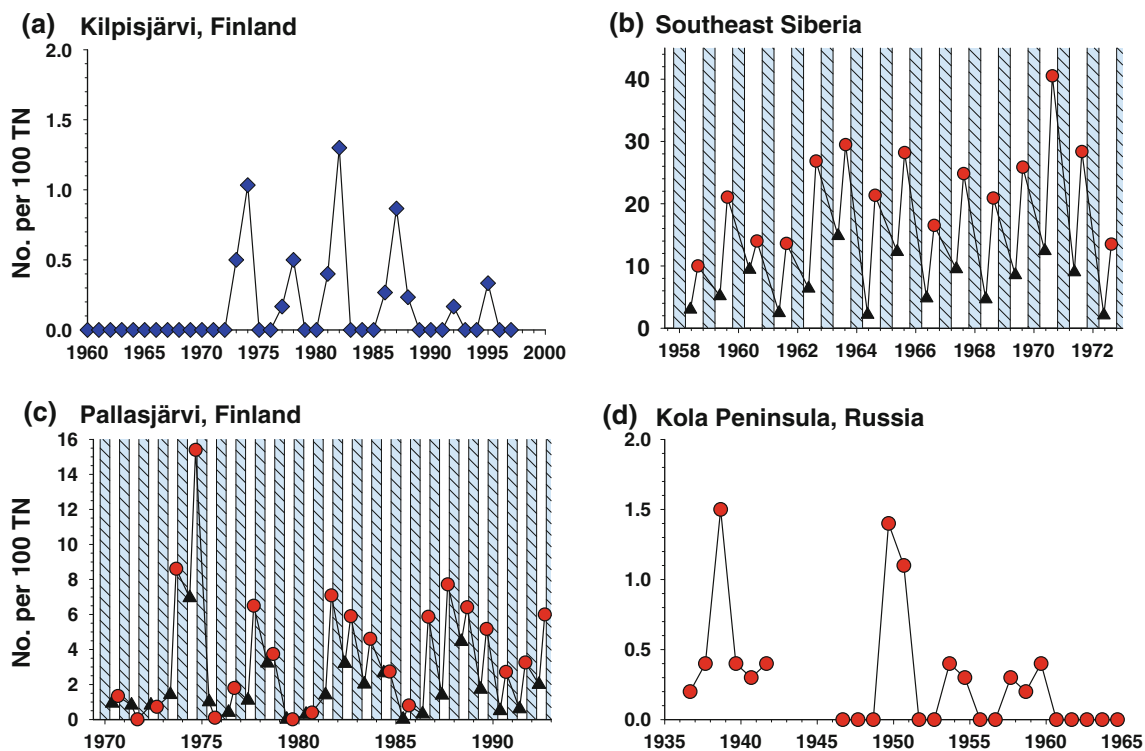 (a) Kilpisjärvi, Finland
2.0
1.5
1.0
0.5
0.0
No. per 100 TN
1960 1965 1970 1975 1980 1985 1990 1995 2000
(b) Southeast Siberia
40
30
20
10
0
1958 1960 1962 1964 1966 1968 1970 1972
(c) Pallasjärvi, Finland
16
14
12
10
8
6
4
2
0
No. per 100 TN
1970 1975 1980 1985 1990
(d) Kola Peninsula, Russia
2.0
1.5
1.0
0.5
0.0
1935 1940 1945 1950 1955 1960 1965